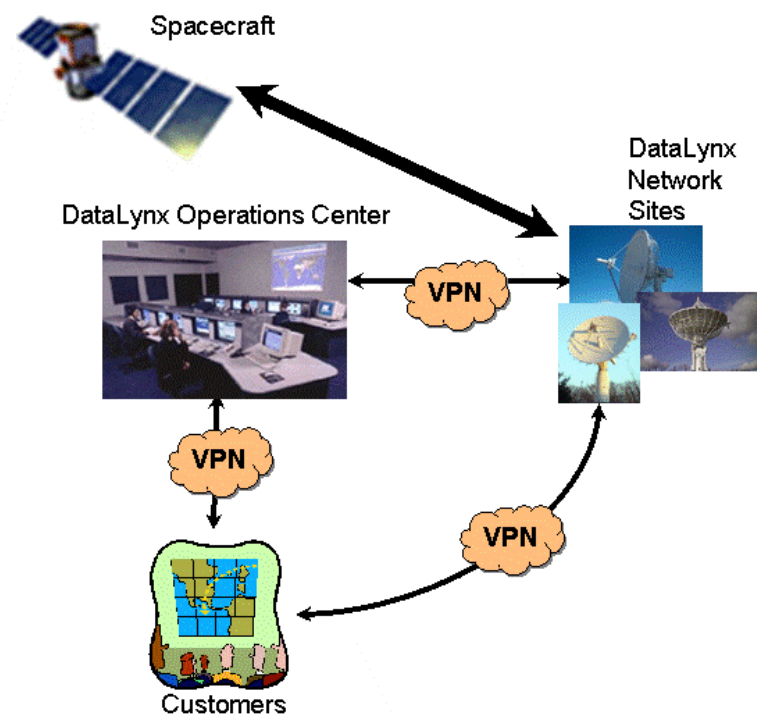 Spacecraft
DataLynx
Network
Sites
DataLynx Operations Center
VPN
VPN
VPN
Customers